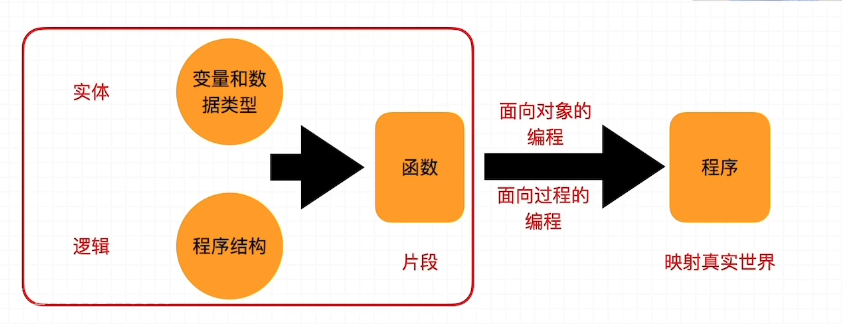 实体
变量和数
据类型
面向对象的
编程
函数
程序
面向过程的
编程
逻辑
程序结构
片段
映射真实世界